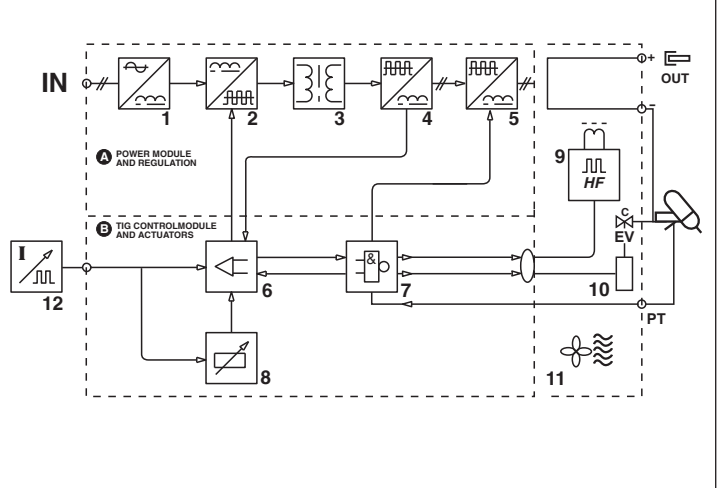 IN
+
OUT
-
1
2
3
4
5
A POWER MODULE
AND REGULATION
9
HF
B TIG CONTROLMODULE
AND ACTUATORS
C
EV
I
12
6
&
7
10
PT
8
11